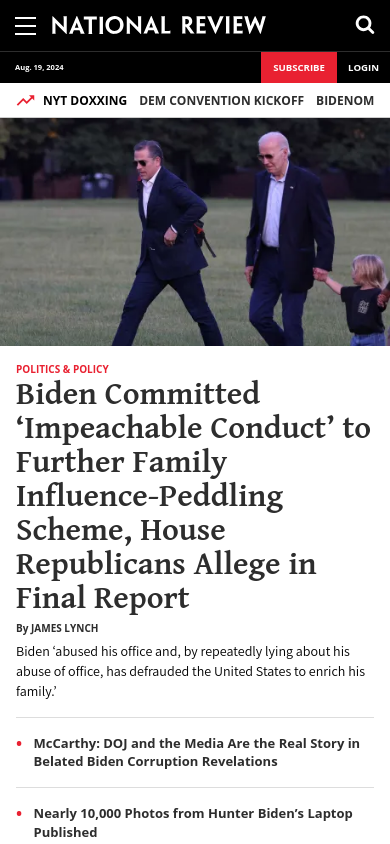 NATIONAL REVIEW
Aug. 19, 2024
SUBSCRIBE
LOGIN
NYT DOXXING DEM CONVENTION KICKOFF BIDENOM
POLITICS & POLICY
Biden Committed
‘Impeachable Conduct’ to
Further Family
Influence-Peddling
Scheme, House
Republicans Allege in
Final Report
By JAMES LYNCH
Biden ‘abused his office and, by repeatedly lying about his
abuse of office, has defrauded the United States to enrich his
family.’
• McCarthy: DOJ and the Media Are the Real Story in
Belated Biden Corruption Revelations
• Nearly 10,000 Photos from Hunter Biden’s Laptop
Published